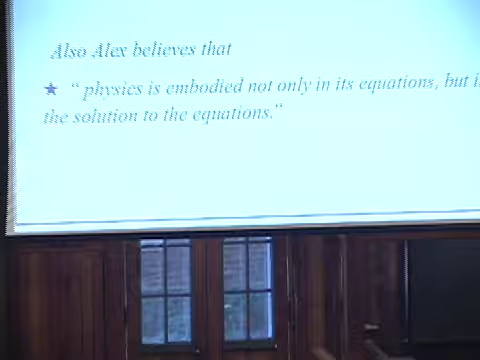 Also Alex believes that
★ “ physics is embodied not only in its equations, but
the solution to the equations.”